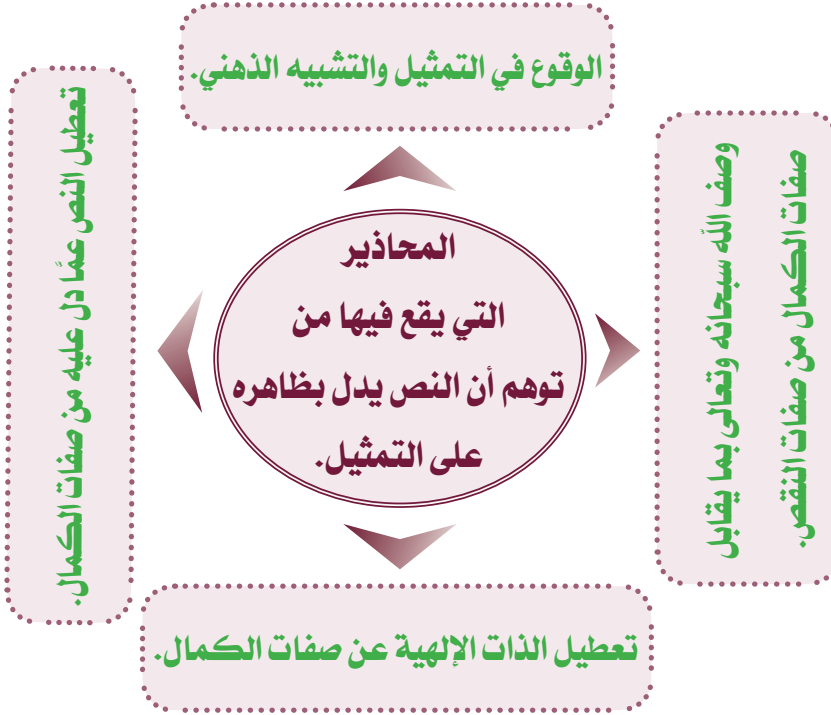 الوقوع في التمثيل والتشبيه الذهني.
وصف الله سبحانه وتعالى بما يقابل
صفات الكمال من صفات النقص.
المحاذير
التي يقع فيها من
توهم أن النص يدل بظاهره
على التمثيل.
تعطيل النص عمَّا دل عليه من صفات الكمال.
تعطيل الذات الإلهية عن صفات الكمال.